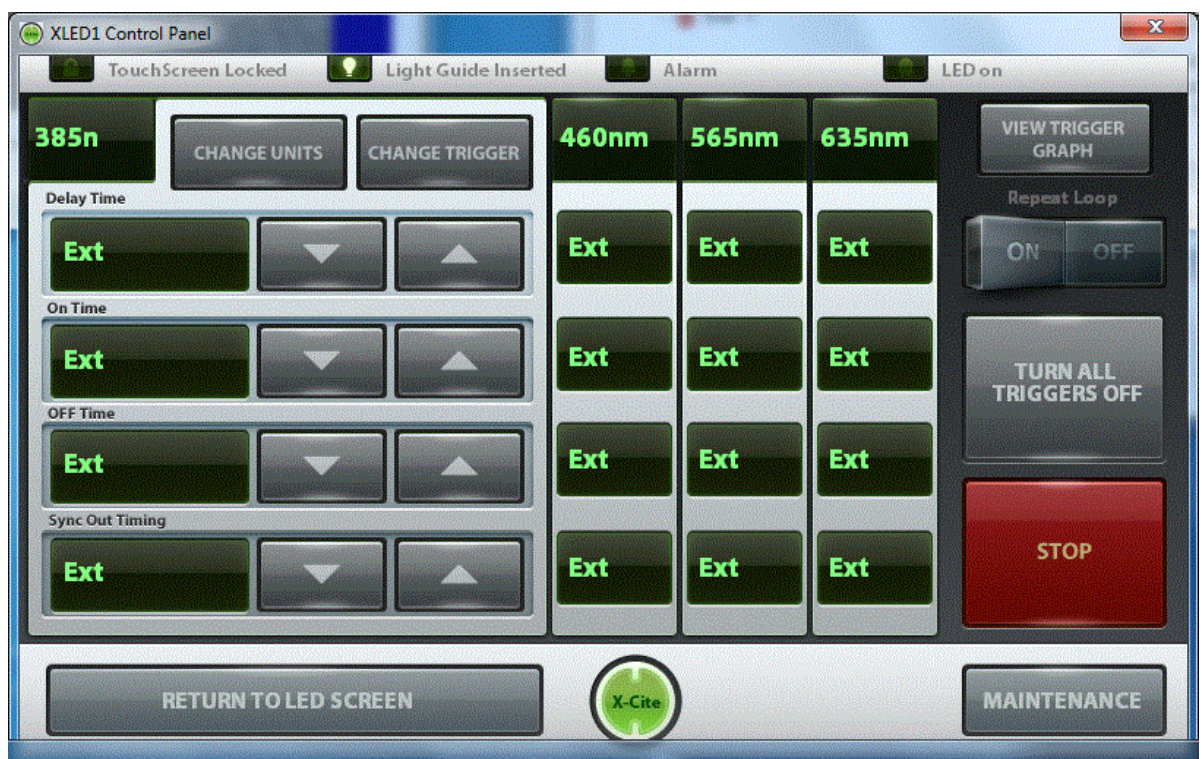 XLED1 Control Panel
TouchScreen Locked
Light Guide Inserted
Alarm
LED on
385n
CHANGE UNITS
CHANGE TRIGGER
460nm
565nm
635nm
VIEW TRIGGER
GRAPH
Delay Time
Ext
Ext
Ext
Ext
Repeat Loop
ON
OFF
On Time
Ext
Ext
Ext
Ext
TURN ALL
TRIGGERS OFF
OFF Time
Ext
Ext
Ext
Ext
Sync Out Timing
Ext
Ext
Ext
Ext
STOP
RETURN TO LED SCREEN
X-Cite
MAINTENANCE